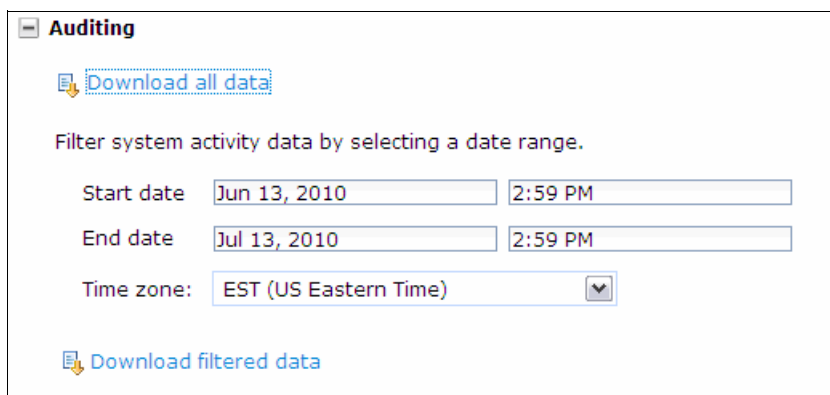 Auditing
Download all data
Filter system activity data by selecting a date range.
Start date Jun 13, 2010 2:59 PM
End date Jul 13, 2010 2:59 PM
Time zone: EST (US Eastern Time)
Download filtered data